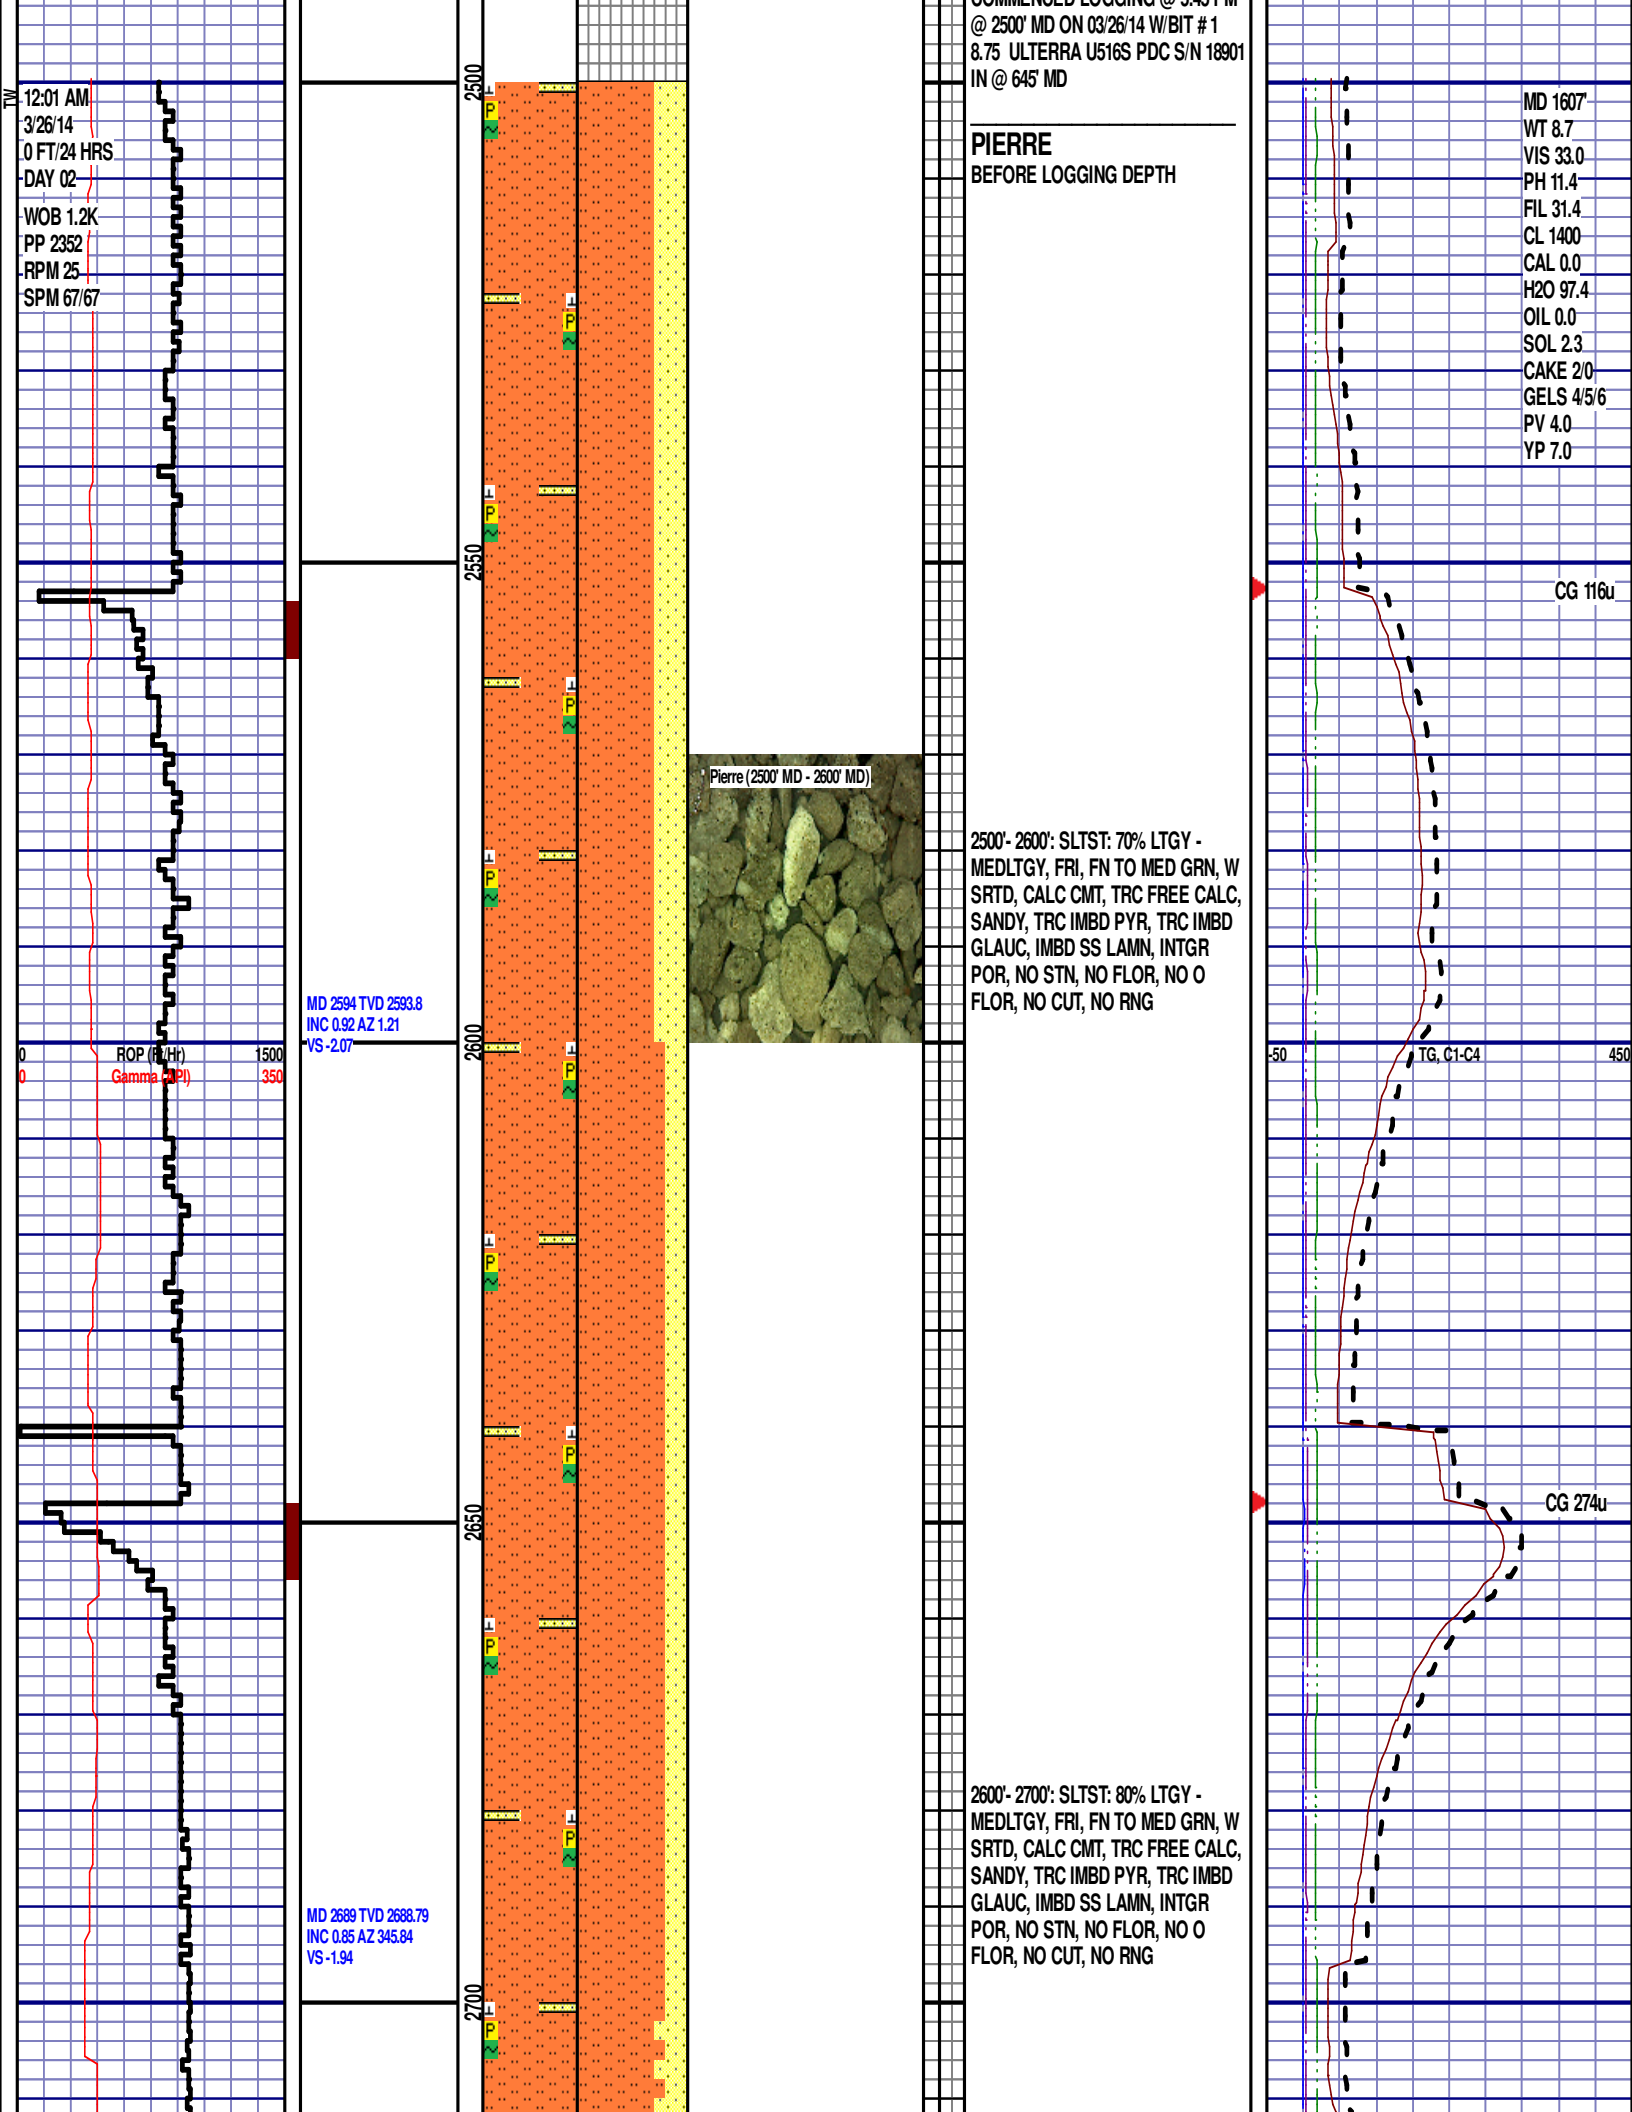 COMMENCED LOGGING @ 5:45 PM
@ 2500' MD ON 03/26/14 W/BIT # 1
8.75 ULTERRA U516S PDC S/N 18901
IN @ 645' MD
PIERRE
BEFORE LOGGING DEPTH
TW
12:01 AM
3/26/14
0 FT/24 HRS
DAY 02
WOB 1.2K
PP 2352
RPM 25
SPM 67/67
2500
MD 1607'
WT 8.7
VIS 33.0
PH 11.4
FIL 31.4
CL 1400
CAL 0.0
H2O 97.4
OIL 0.0
SOL 2.3
CAKE 2/0
GELS 4/5/6
PV 4.0
YP 7.0
2550
CG 116u
Pierre (2500' MD - 2600' MD)
2500'- 2600': SLTST: 70% LTGY -
MEDLTGY, FRI, FN TO MED GRN, W
SRTD, CALC CMT, TRC FREE CALC,
SANDY, TRC IMBD PYR, TRC IMBD
GLAUC, IMBD SS LAMN, INTGR
POR, NO STN, NO FLOR, NO O
FLOR, NO CUT, NO RNG
MD 2594 TVD 2593.8
INC 0.92 AZ 1.21
VS -2.07
2600
0 ROP (Ft/Hr) 1500
0 Gamma (API) 350
-50 TG, C1-C4 450
2650
CG 274u
2600'- 2700': SLTST: 80% LTGY -
MEDLTGY, FRI, FN TO MED GRN, W
SRTD, CALC CMT, TRC FREE CALC,
SANDY, TRC IMBD PYR, TRC IMBD
GLAUC, IMBD SS LAMN, INTGR
POR, NO STN, NO FLOR, NO O
FLOR, NO CUT, NO RNG
MD 2689 TVD 2688.79
INC 0.85 AZ 345.84
VS -1.94
2700
P
P
P
P
P
P
P
P
P
P
P